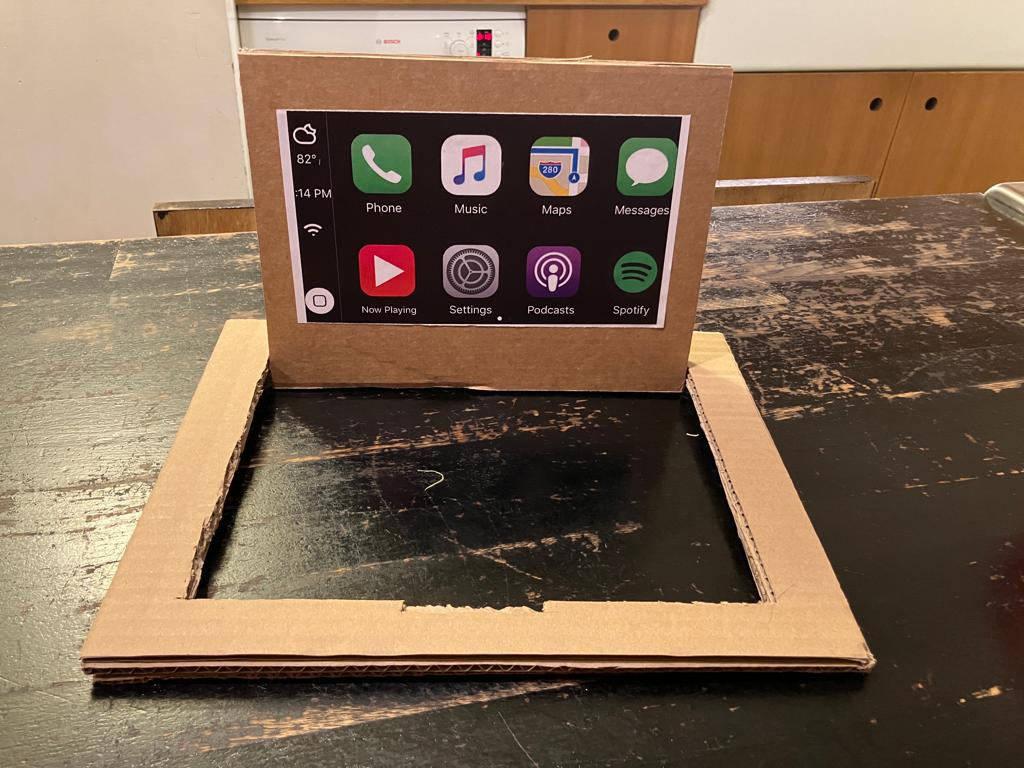 BOSCH
82°
:14 PM
Phone
Music
280
Maps
Messages
Now Playing
Settings
Podcasts
Spotify